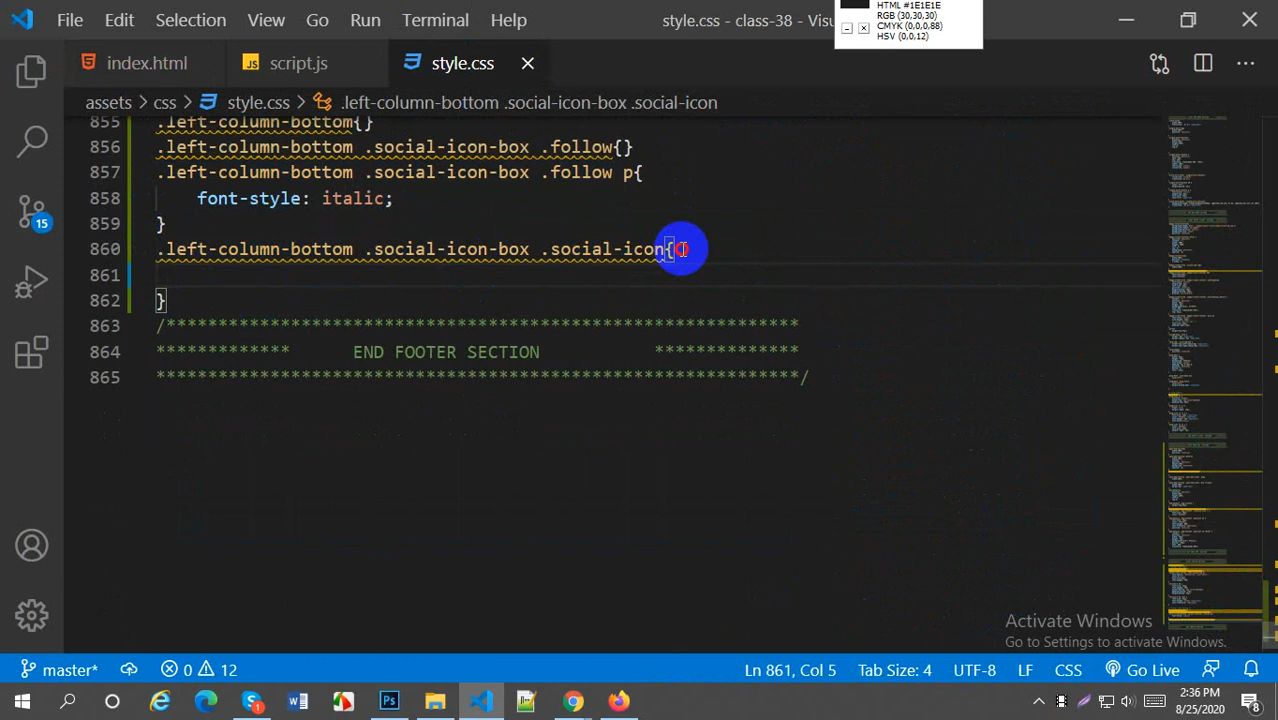 File Edit Selection View Go Run Terminal Help
style.css - class-38 - Visu
HTML #1E1E1E
RGB (30,30,30)
CMYK (0,0,0,88)
HSV (0,0,12)
index.html
JS script.js
style.css
assets > css > style.css > .left-column-bottom .social-icon-box .social-icon
855 .left-column-bottom{}
856 .left-column-bottom .social-icon-box .follow{}
857 .left-column-bottom .social-icon-box .follow p{
858 font-style: italic;
859 }
860 .left-column-bottom .social-icon-box .social-icon{
861
862 }
863 /*************************************************************
864 ************* END FOOTER SECTION **************
865 **************************************************************/
15
Activate Windows
Go to Settings to activate Windows.
master* 0 12 Ln 861, Col 5 Tab Size: 4 UTF-8 LF CSS Go Live
2:36 PM
8/25/2020